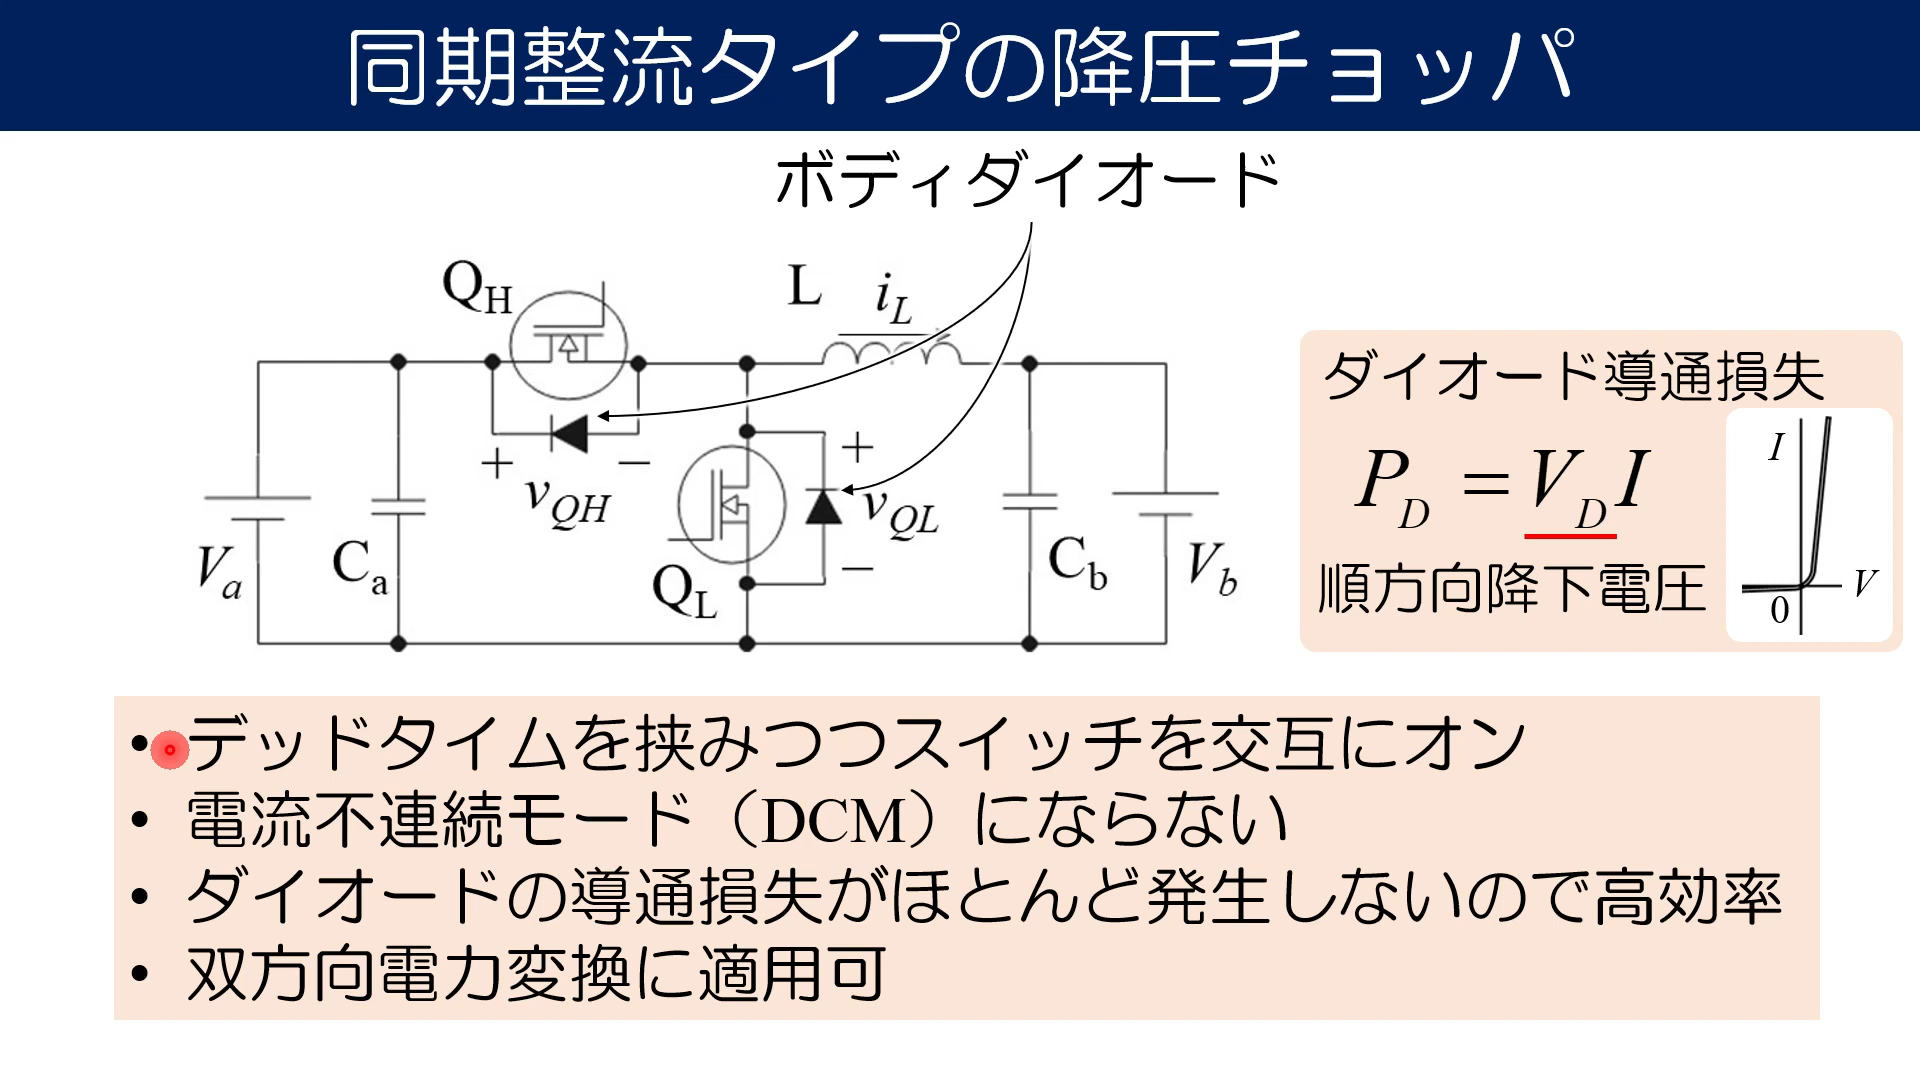 同期整流タイプの降圧チョッパ
ボディダイオード
QH
L
iL
+
−
vQH
+
vQL
−
Va
Ca
QL
Cb
Vb
ダイオード導通損失
PD = VD I
順方向降下電圧
I
V
0
• デッドタイムを挟みつつスイッチを交互にオン
• 電流不連続モード（DCM）にならない
• ダイオードの導通損失がほとんど発生しないので高効率
• 双方向電力変換に適用可